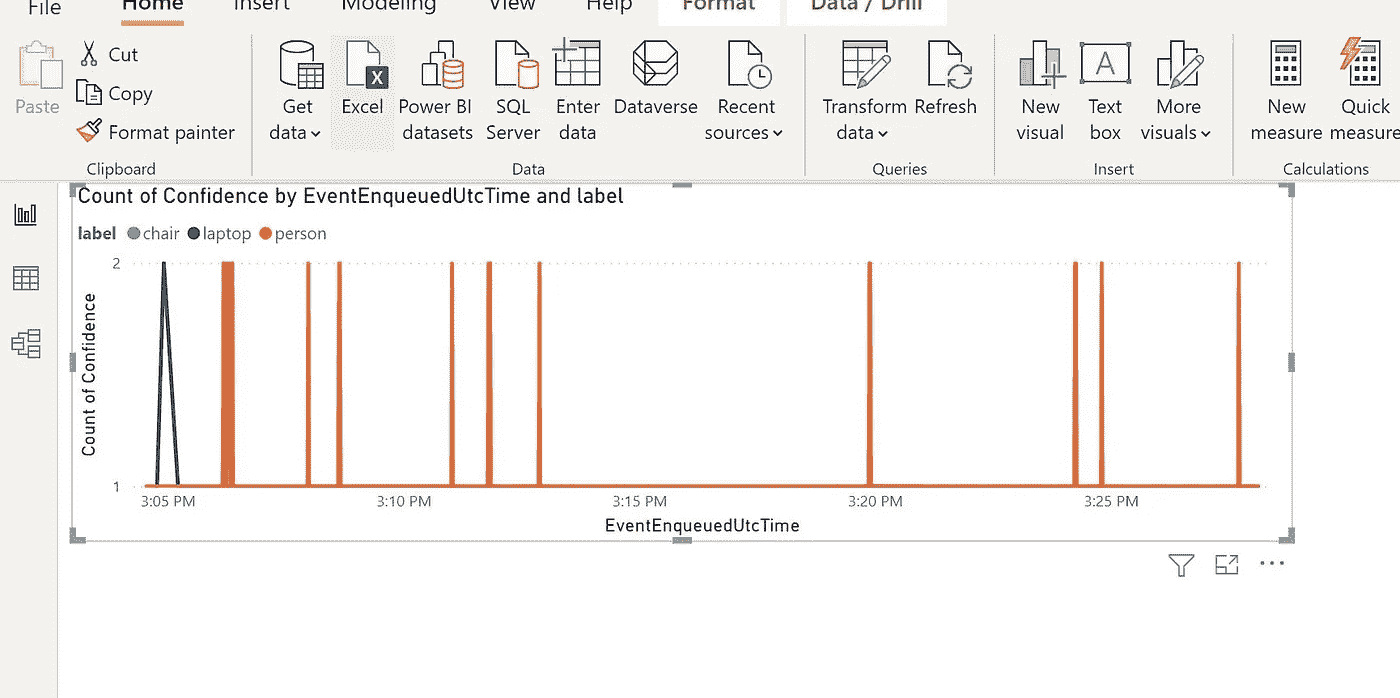 File Home Insert Modeling View Help Format Data / Drill
Paste
Cut
Copy
Format painter
Clipboard
Get data
Excel
Power BI datasets
SQL Server
Enter data
Dataverse
Recent sources
Data
Transform data
Refresh
Queries
New visual
Text box
More visuals
Insert
New measure
Quick measure
Calculations
Count of Confidence by EventEnqueuedUtcTime and label
label chair laptop person
Count of Confidence
2
1
3:05 PM 3:10 PM 3:15 PM 3:20 PM 3:25 PM
EventEnqueuedUtcTime